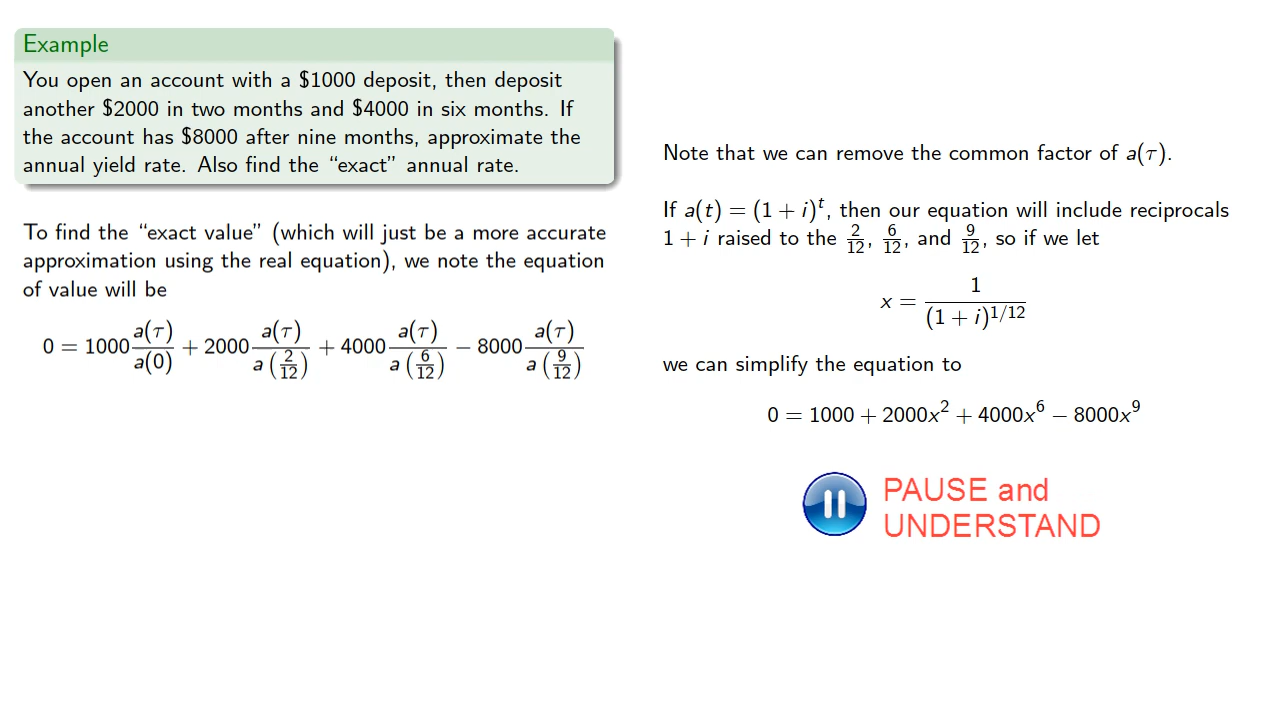 Example
You open an account with a $1000 deposit, then deposit
another $2000 in two months and $4000 in six months. If
the account has $8000 after nine months, approximate the
annual yield rate. Also find the “exact” annual rate.
To find the “exact value” (which will just be a more accurate
approximation using the real equation), we note the equation
of value will be
0 = 1000 a(τ)/a(0) + 2000 a(τ)/a(2/12) + 4000 a(τ)/a(6/12) − 8000 a(τ)/a(9/12)
Note that we can remove the common factor of a(τ).
If a(t) = (1 + i)^t, then our equation will include reciprocals
1 + i raised to the 2/12, 6/12, and 9/12, so if we let
x = 1/(1 + i)^1/12
we can simplify the equation to
0 = 1000 + 2000x² + 4000x⁶ − 8000x⁹
PAUSE and
UNDERSTAND